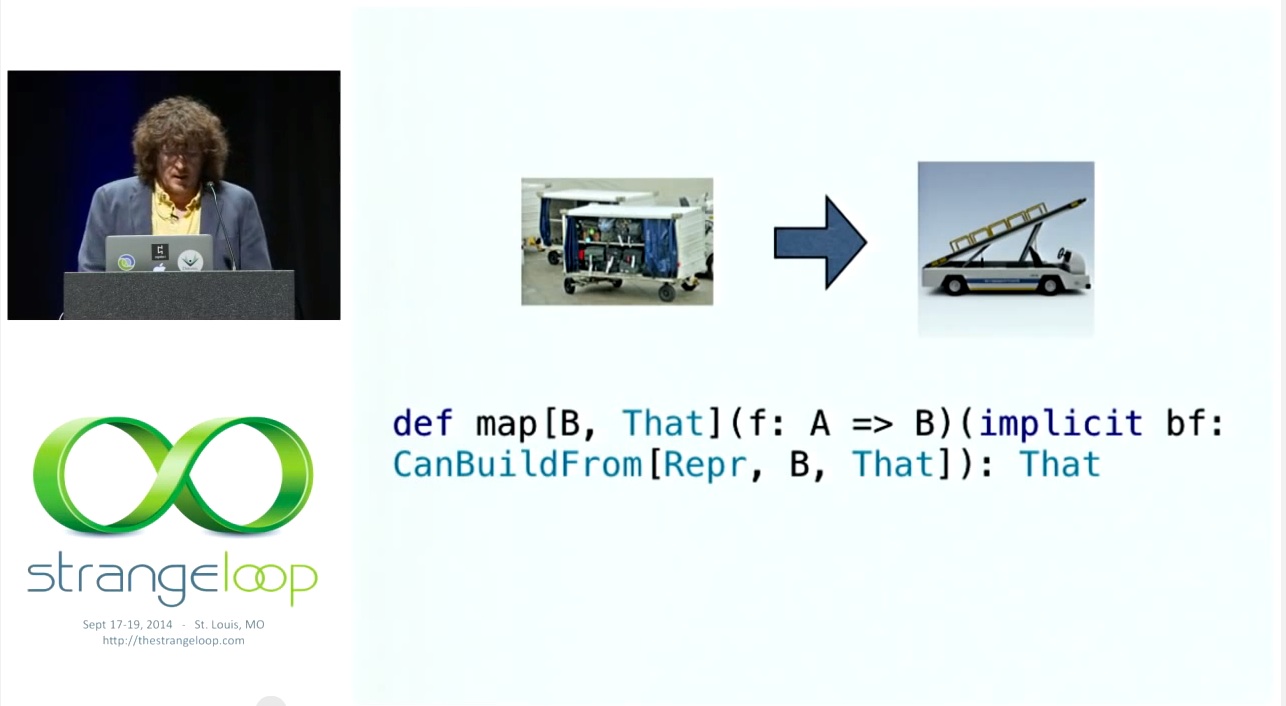 def map[B, That](f: A => B)(implicit bf:
CanBuildFrom[Repr, B, That]): That
strangeloop
Sept 17-19, 2014 - St. Louis, MO
http://thestrangeloop.com